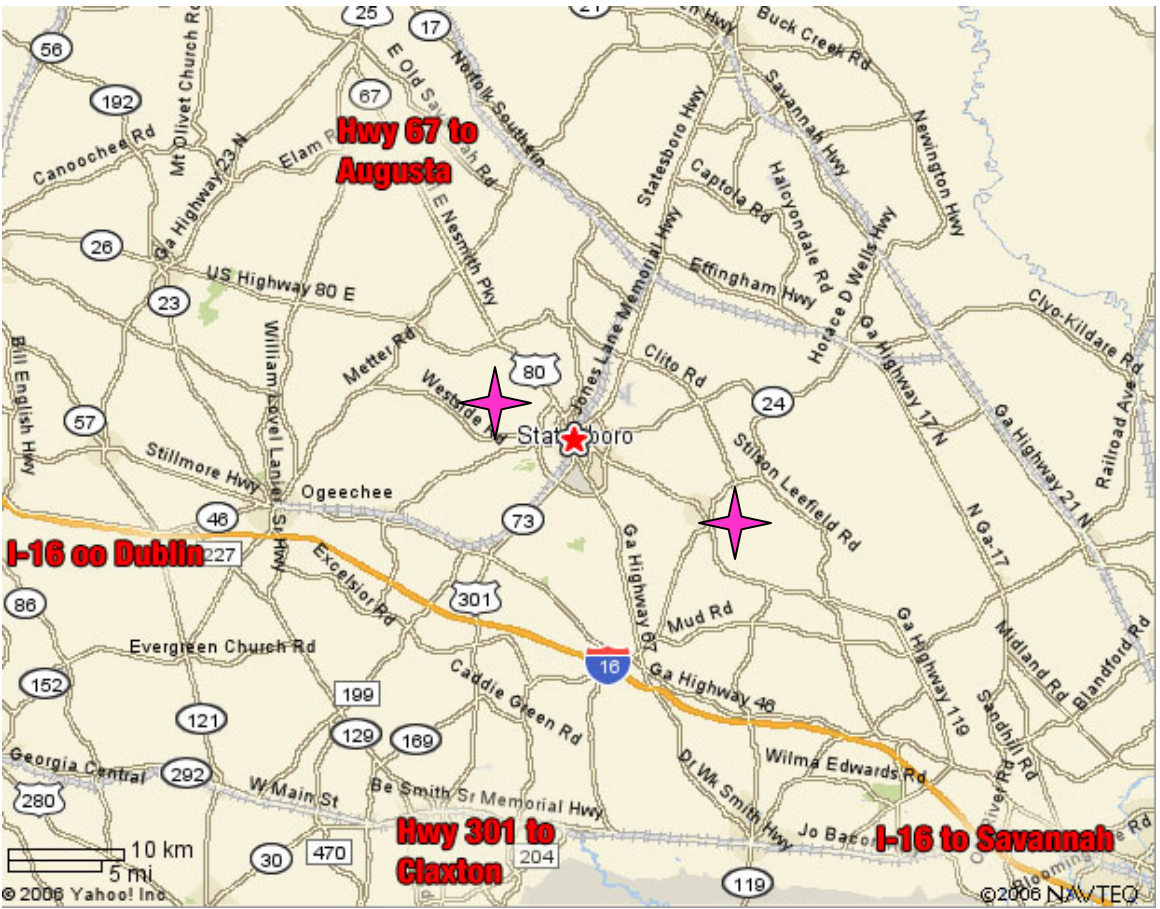 25
21
17
Buck Creek Rd
56
Mt Olivet Church Rd
E Old Savannah Rd
Norfolk Southern
Savannah Hwy
67
192
Statesboro Hwy
Newington Hwy
Hwy 67 to
Augusta
Canoochee Rd
Elam
Ga Highway 23 N
Captola Rd
Halcyondale Rd
E Nesmith Pky
26
US Highway 80 E
Effingham Hwy
Horace D Wells Hwy
23
Jones Lane Memorial Hwy
Clyo-Kildare Rd
Bill English Hwy
William Lovel Lanier Sr Hwy
Metter Rd
Clito Rd
Ga Highway 17 N
80
Westside Rd
24
Railroad Ave
57
Statesboro
Ga Highway 21 N
Stillmore Hwy
Stilson Leefield Rd
Ogeechee
46
73
N Ga-17
I-16 oo Dublin
227
Excelsior Rd
Ga Highway 67
301
86
Mud Rd
Ga Highway 119
Evergreen Church Rd
Midland Rd
Blandford Rd
16
Ga Highway 46
152
199
Caddie Green Rd
Sandhill Rd
121
129
169
Georgia Central
292
Wilma Edwards Rd
Dr Wk Smith Hwy
River Rd
280
W Main St
Be Smith Sr Memorial Hwy
Hwy 301 to
Claxton
Jo Bacon
I-16 to Savannah
Rd
10 km
5 mi
30
470
204
119
© 2006 Yahoo! Inc
©2006 NAVTEQ